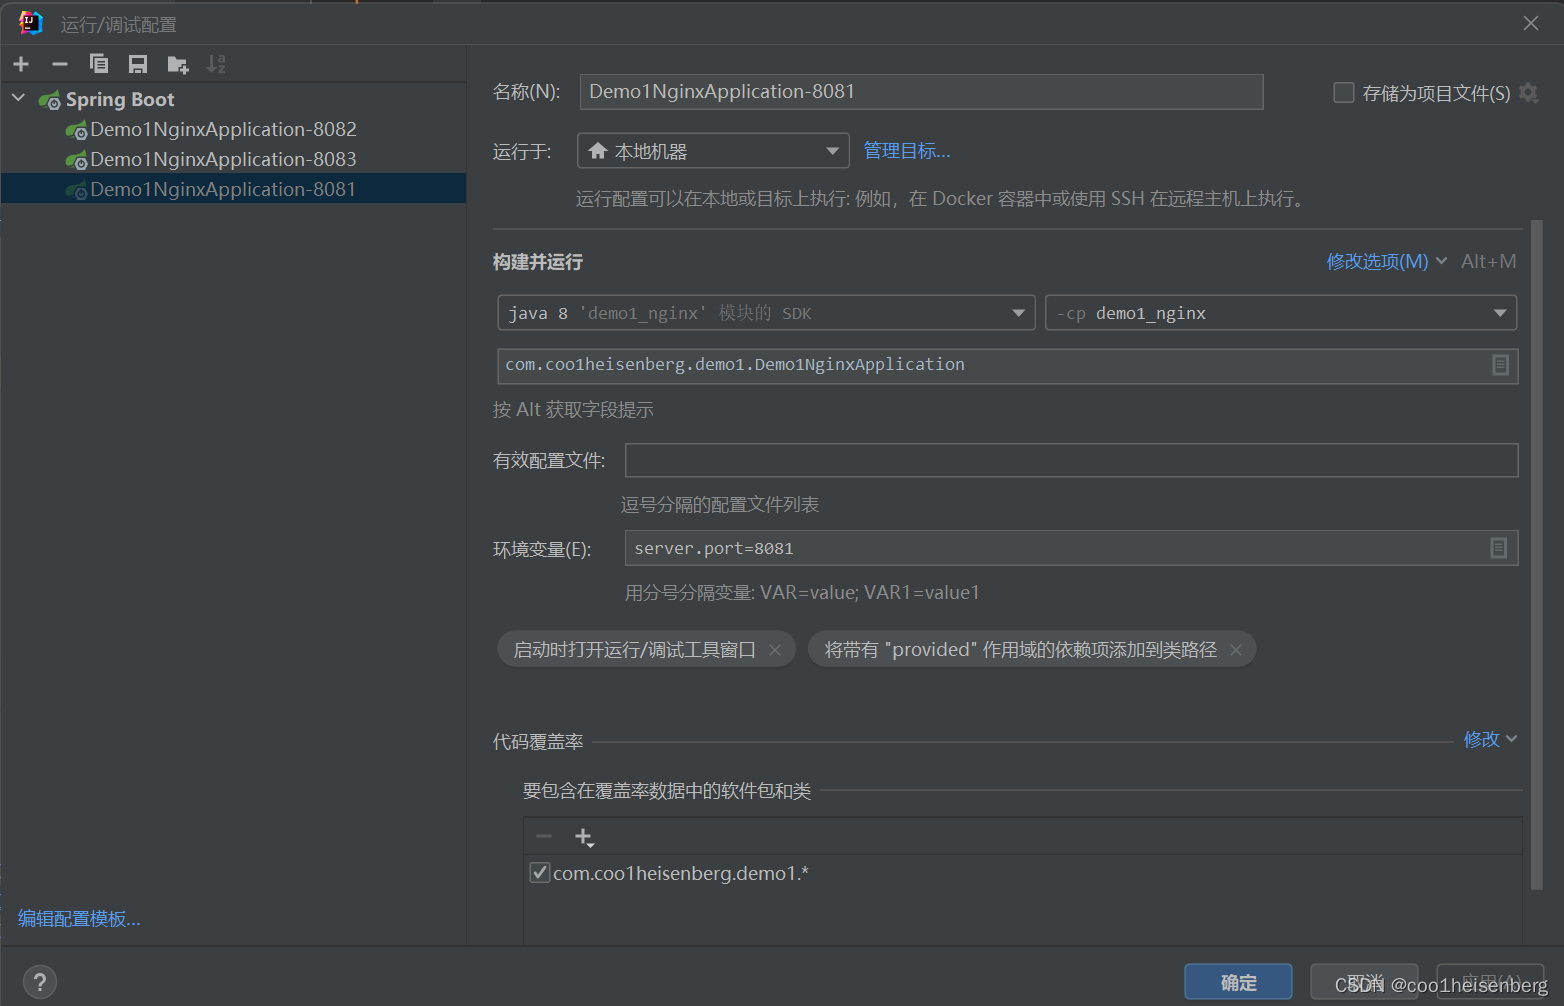 运行/调试配置
Spring Boot
Demo1NginxApplication-8082
Demo1NginxApplication-8083
Demo1NginxApplication-8081
编辑配置模板...
名称(N): Demo1NginxApplication-8081 存储为项目文件(S)
运行于: 本地机器 管理目标...
运行配置可以在本地或目标上执行: 例如，在 Docker 容器中或使用 SSH 在远程主机上执行。
构建并运行 修改选项(M) Alt+M
java 8 'demo1_nginx' 模块的 SDK -cp demo1_nginx
com.coo1heisenberg.demo1.Demo1NginxApplication
按 Alt 获取字段提示
有效配置文件:
逗号分隔的配置文件列表
环境变量(E): server.port=8081
用分号分隔变量: VAR=value; VAR1=value1
启动时打开运行/调试工具窗口 将带有 "provided" 作用域的依赖项添加到类路径
代码覆盖率 修改
要包含在覆盖率数据中的软件包和类
com.coo1heisenberg.demo1.*
? 确定 取消 应用(A)
CSDN @coo1heisenberg